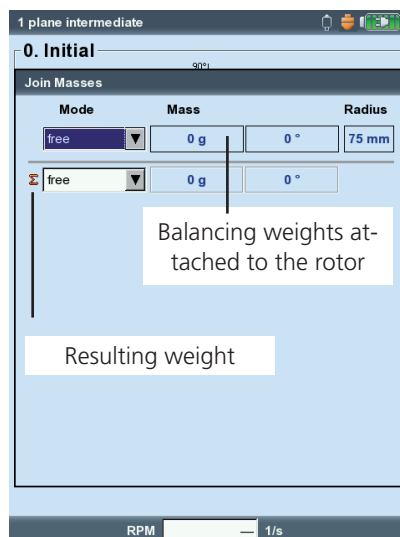 1 plane intermediate
0. Initial
90°
Join Masses
Mode Mass Radius
free 0 g 0 ° 75 mm
Σ free 0 g 0 °
Balancing weights at-
tached to the rotor
Resulting weight
RPM — 1/s